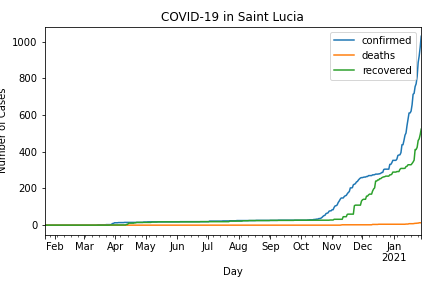 COVID-19 in Saint Lucia
confirmed
deaths
recovered
1000
800
600
400
200
0
Number of Cases
Feb Mar Apr May Jun Jul Aug Sep Oct Nov Dec Jan
2021
Day